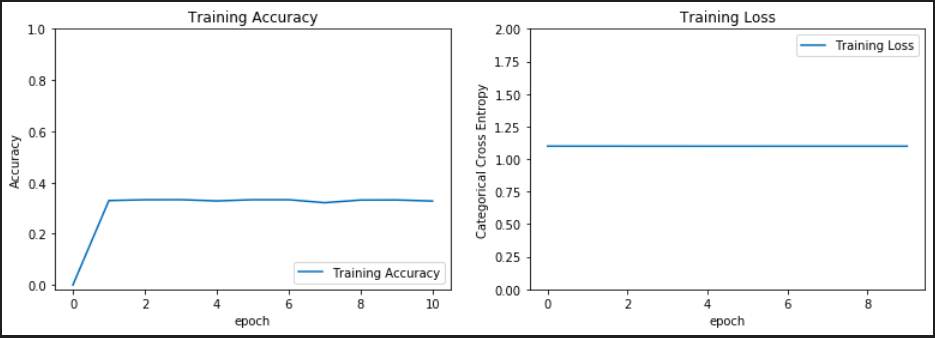 Training Accuracy
1.0
0.8
0.6
0.4
0.2
0.0
Accuracy
Training Accuracy
0 2 4 6 8 10
epoch
Training Loss
2.00
1.75
1.50
1.25
1.00
0.75
0.50
0.25
0.00
Categorical Cross Entropy
Training Loss
0 2 4 6 8
epoch